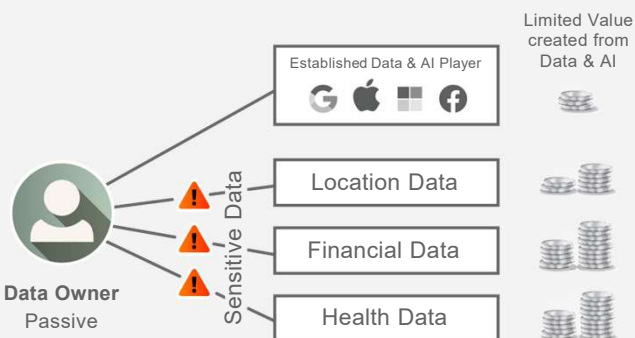 Limited Value
created from
Data & AI
Established Data & AI Player
Location Data
Sensitive Data
Financial Data
Health Data
Data Owner
Passive